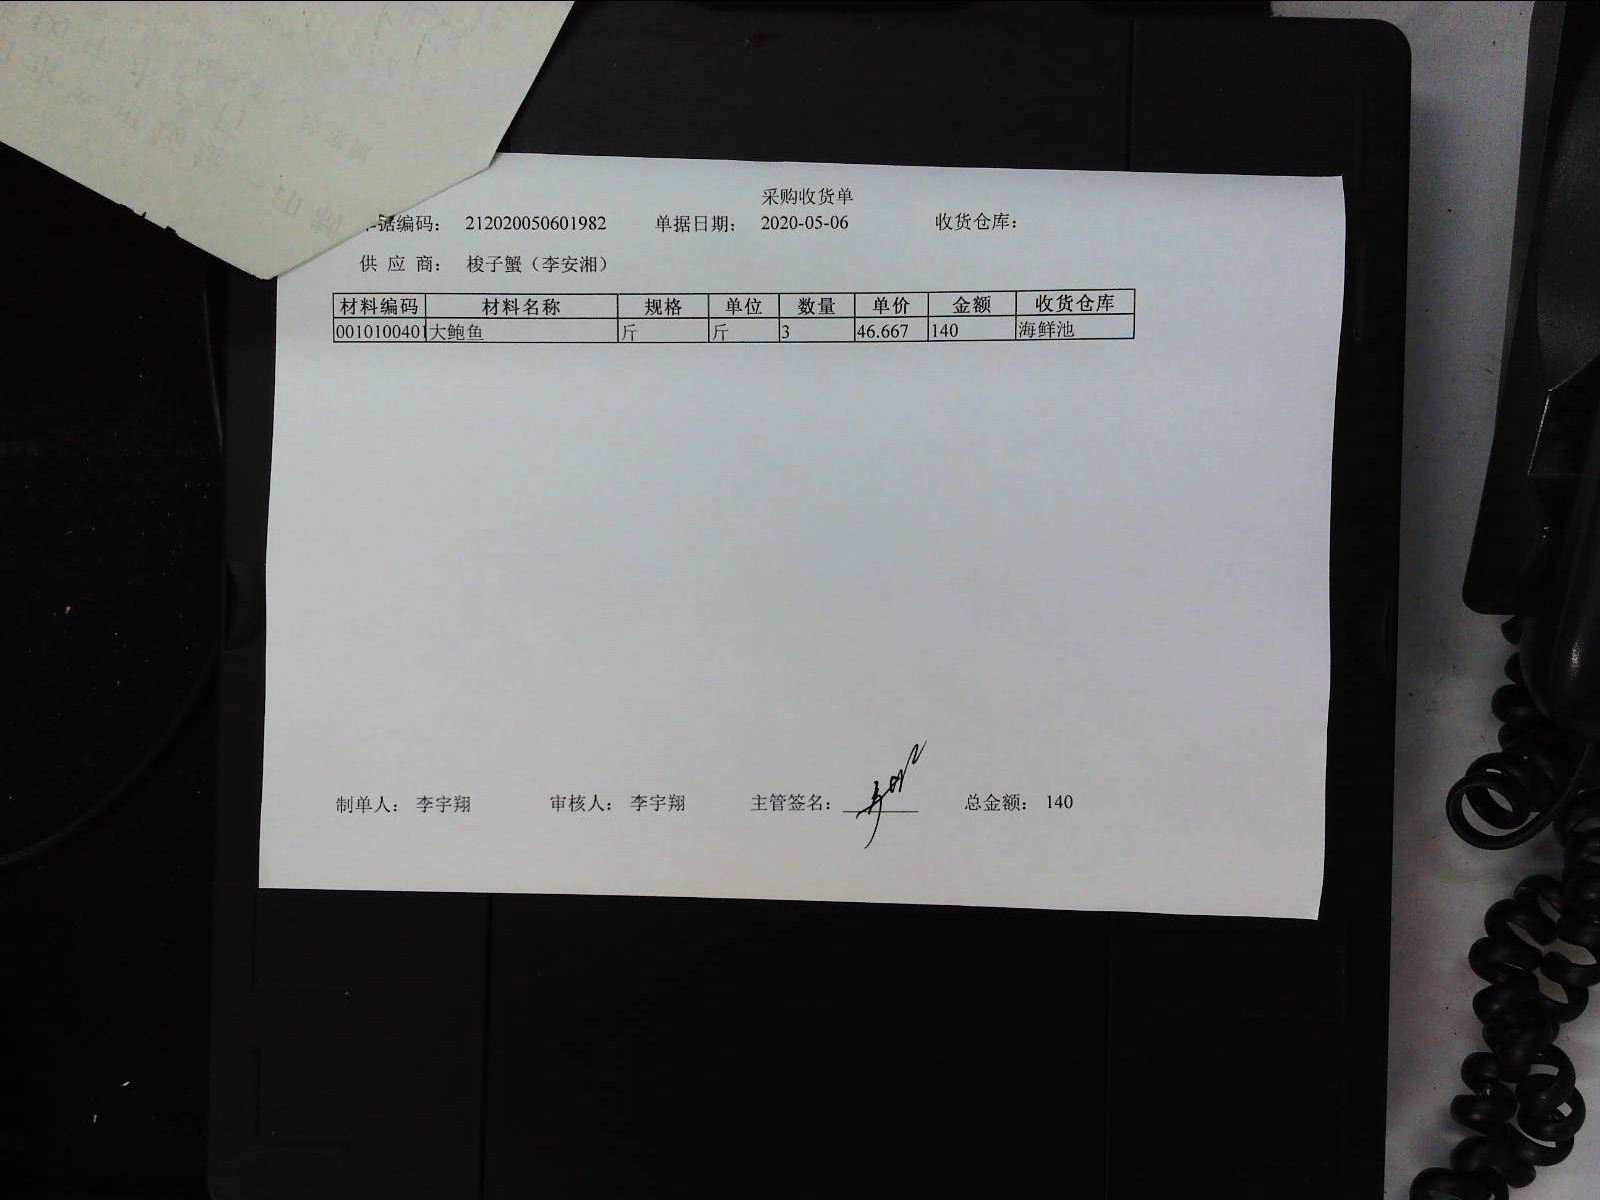 采购收货单
据编码： 212020050601982 单据日期： 2020-05-06 收货仓库：
供 应 商： 梭子蟹（李安湘）
材料编码 材料名称 规格 单位 数量 单价 金额 收货仓库
0010100401 大鲍鱼 斤 斤 3 46.667 140 海鲜池
制单人： 李宇翔 审核人： 李宇翔 主管签名： 总金额： 140